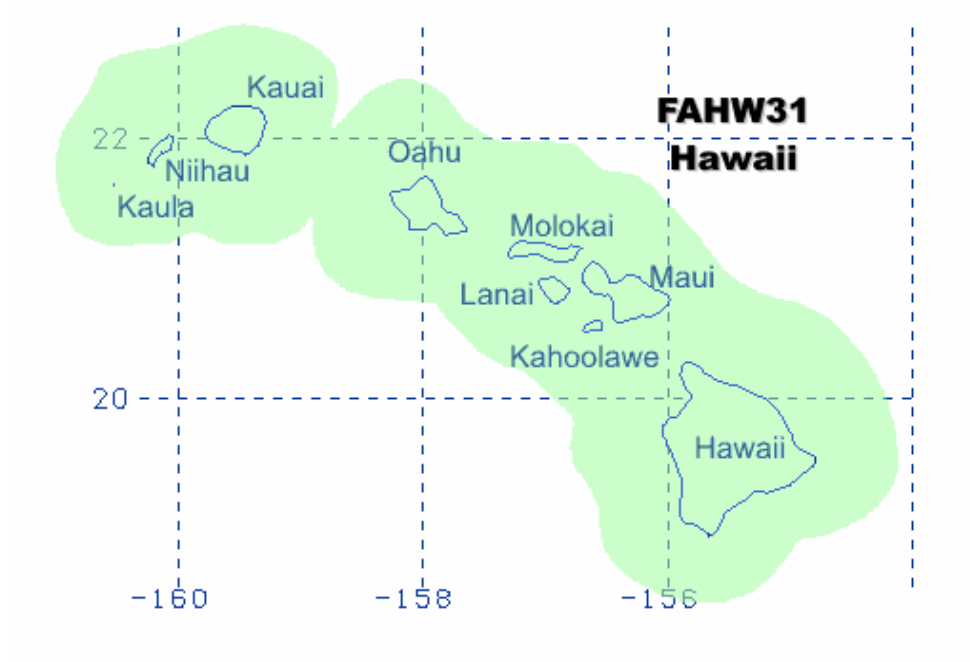 Kauai
FAHW31
22
Oahu
Hawaii
Niihau
Kaula
Molokai
Maui
Lanai
Kahoolawe
20
Hawaii
-160
-158
-156